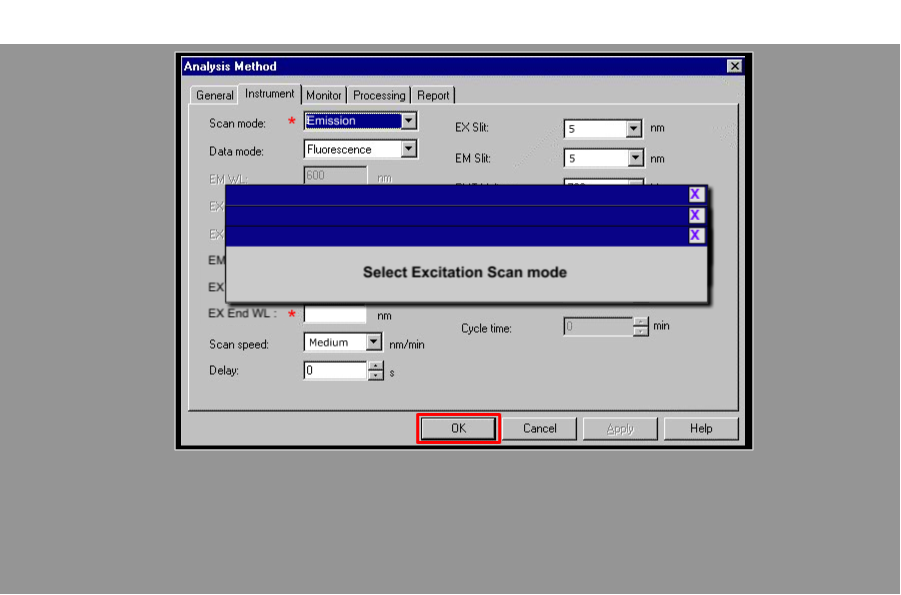 Analysis Method
General Instrument Monitor Processing Report
Scan mode: * Emission
EX Slit: 5 nm
Data mode: Fluorescence
EM Slit: 5 nm
EM WL: 600 nm
X
EX
X
EX
X
EM
Select Excitation Scan mode
EX
EX End WL : * nm
Cycle time: 0 min
Scan speed: Medium nm/min
Delay: 0 s
OK Cancel Apply Help